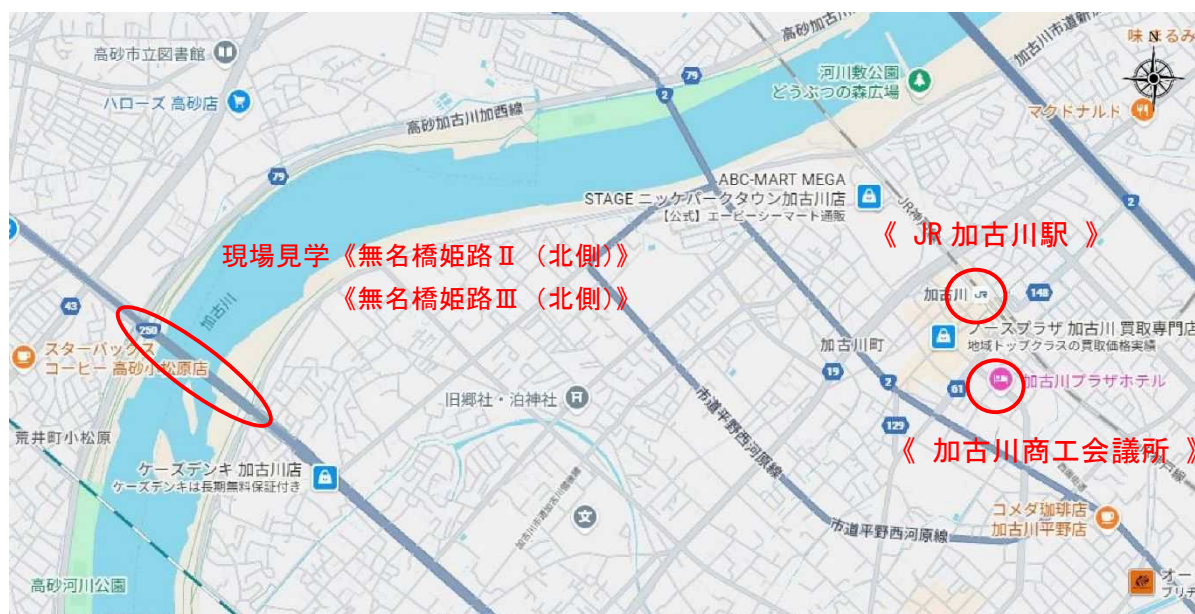 高砂市立図書館
ハローズ 高砂店
79
高砂加古川加西線
79
2
河川敷公園
どうぶつの森広場
N
マクドナルド
2
ABC-MART MEGA
STAGE ニッケパークタウン加古川店
【公式】エービーシーマート通販
現場見学《無名橋姫路Ⅱ (北側)》
《無名橋姫路Ⅲ (北側)》
《 JR 加古川駅 》
加古川
JR
148
ノースプラザ 加古川 買取専門店
地域トップクラスの買取価格実績
加古川町
19
2
61
加古川プラザホテル
129
《 加古川商工会議所 》
加古川
43
250
スターバックス
コーヒー 高砂小松原店
荒井町小松原
旧郷社・泊神社
市道平野西河原線
市道平野西河原線
ケーズデンキ 加古川店
ケーズデンキは長期無料保証付き
文
コメダ珈琲店
加古川平野店
高砂河川公園